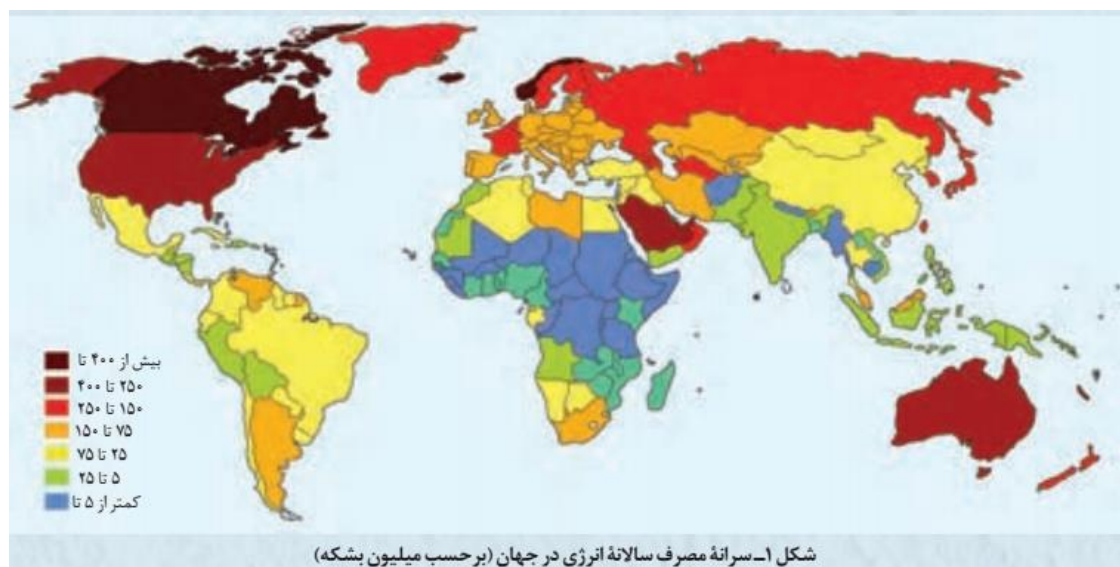 بیش از ۴۰۰ تا
۲۵۰ تا ۴۰۰
۱۵۰ تا ۲۵۰
۷۵ تا ۱۵۰
۲۵ تا ۷۵
۵ تا ۲۵
کمتر از ۵ تا
شکل ۱ـ سرانهٔ مصرف سالانهٔ انرژی در جهان (برحسب میلیون بشکه)